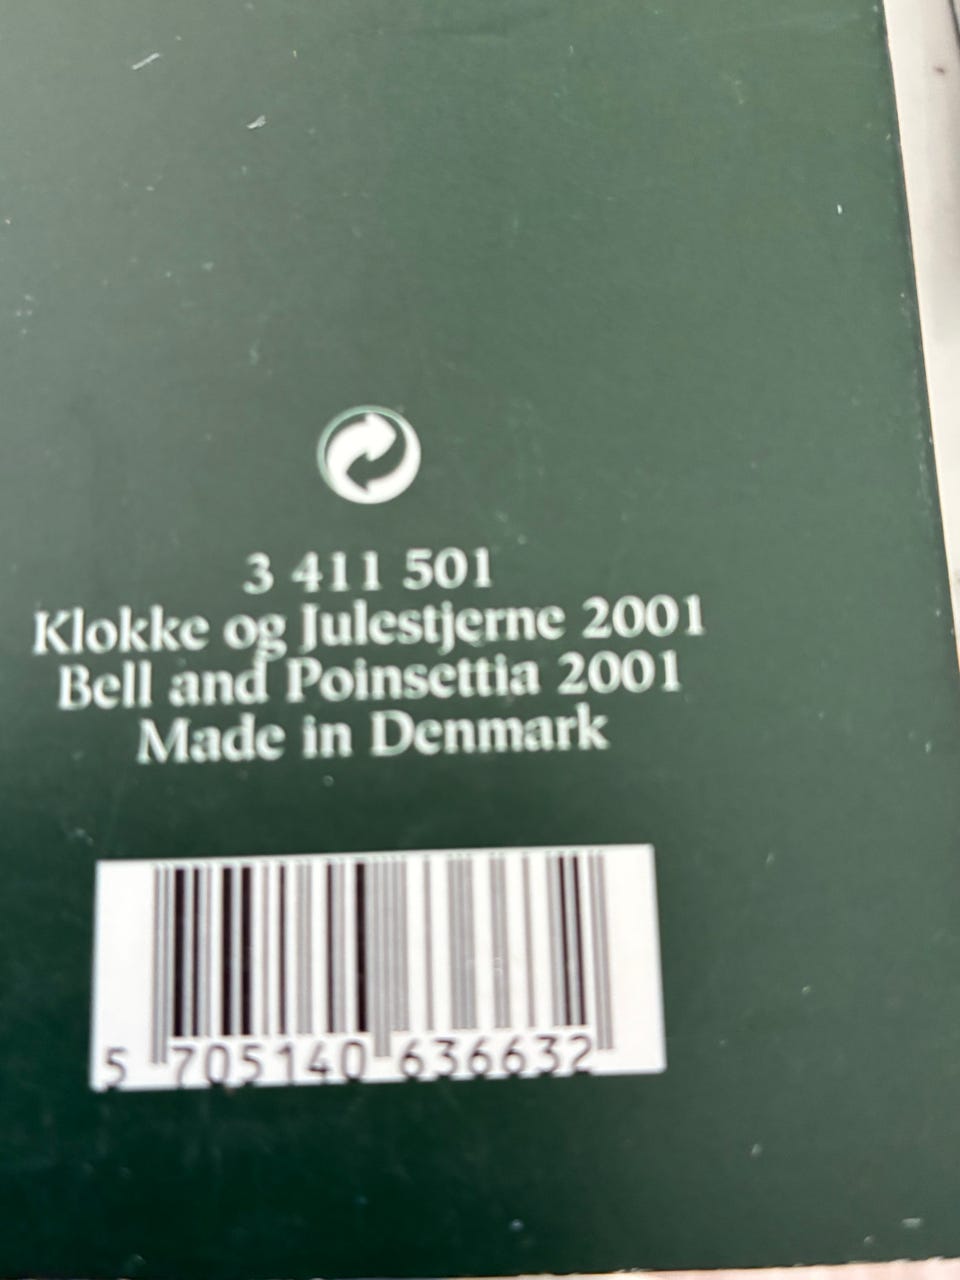 3 411 501
Klokke og Julestjerne 2001
Bell and Poinsettia 2001
Made in Denmark
5 705140 636632